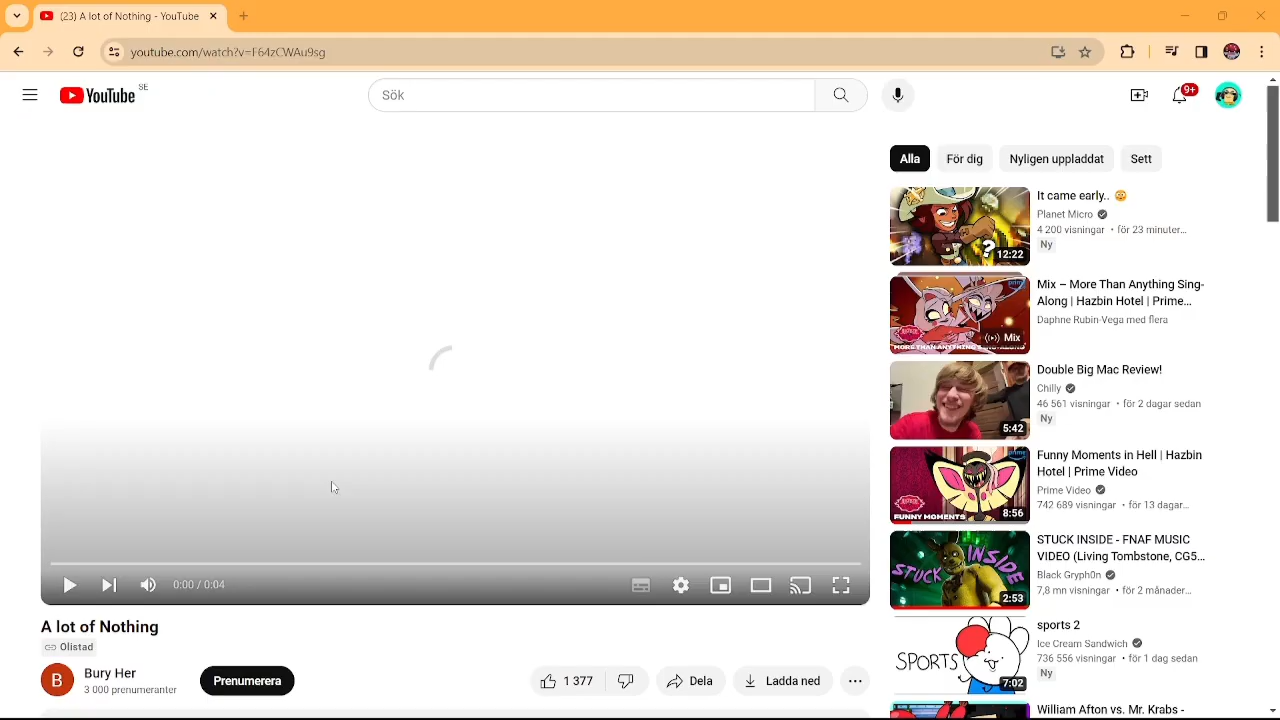 (23) A lot of Nothing - YouTube
youtube.com/watch?v=F64zCWAu9sg
YouTube SE
Sök
9+
Alla
För dig
Nyligen uppladdat
Sett
It came early..
Planet Micro
4 200 visningar • för 23 minuter...
Ny
12:22
Mix – More Than Anything Sing-
Along | Hazbin Hotel | Prime...
Daphne Rubin-Vega med flera
prime
Mix
Double Big Mac Review!
Chilly
46 561 visningar • för 2 dagar sedan
Ny
5:42
Funny Moments in Hell | Hazbin
Hotel | Prime Video
Prime Video
742 689 visningar • för 13 dagar...
prime
FUNNY MOMENTS
8:56
STUCK INSIDE - FNAF MUSIC
VIDEO (Living Tombstone, CG5...
Black Gryph0n
7,8 mn visningar • för 2 månader...
STUCK INSIDE
2:53
sports 2
Ice Cream Sandwich
736 556 visningar • för 1 dag sedan
Ny
SPORTS
7:02
William Afton vs. Mr. Krabs -
0:00 / 0:04
A lot of Nothing
Olistad
B
Bury Her
3 000 prenumeranter
Prenumerera
1 377
Dela
Ladda ned